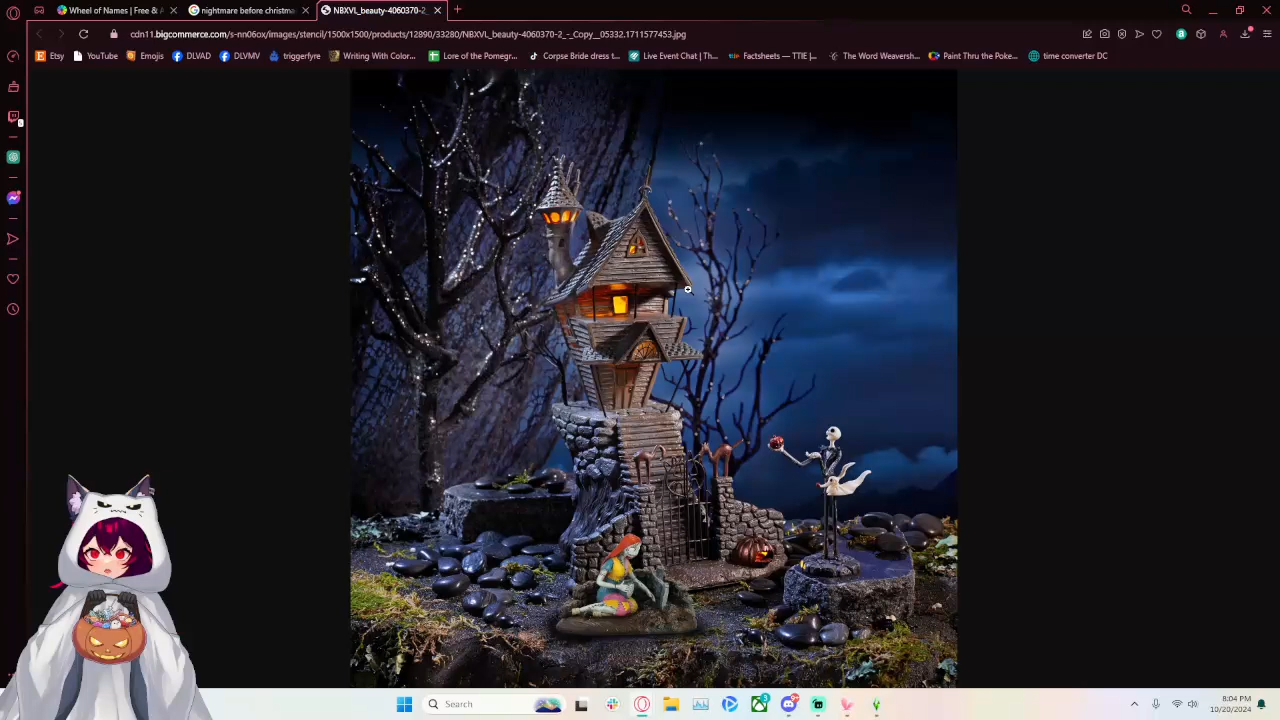 Wheel of Names | Free & A
nightmare before christma
NBXVL_beauty-4060370-2_
cdn11.bigcommerce.com/s-nn06ox/images/stencil/1500x1500/products/12890/33280/NBXVL_beauty-4060370-2_-_Copy__05332.1711577453.jpg
Etsy YouTube Emojis DLVAD DLVMV triggerfyre Writing With Color... Lore of the Pomegr... Corpse Bride dress t... Live Event Chat | Th... Factsheets — TTIE |... The Word Weaversh... Paint Thru the Poke... time converter DC
Search
8:04 PM
10/20/2024